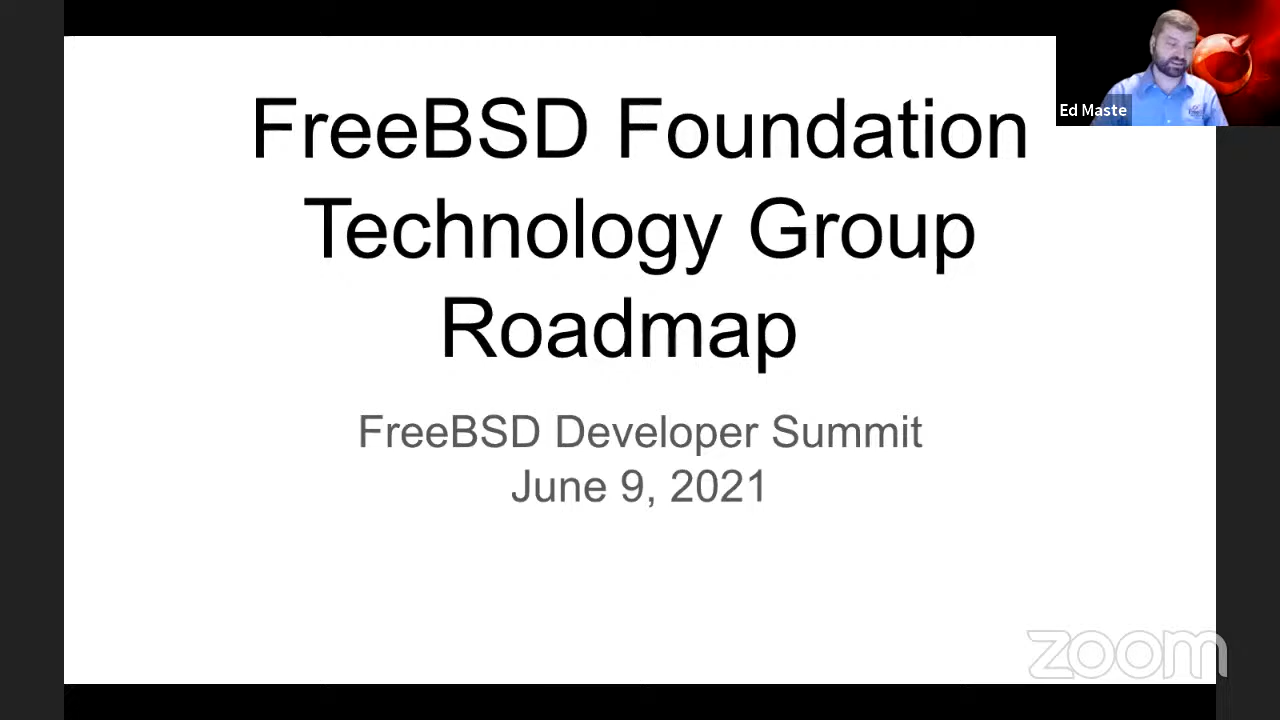 FreeBSD Foundation
Technology Group
Roadmap
FreeBSD Developer Summit
June 9, 2021
Ed Maste
zoom